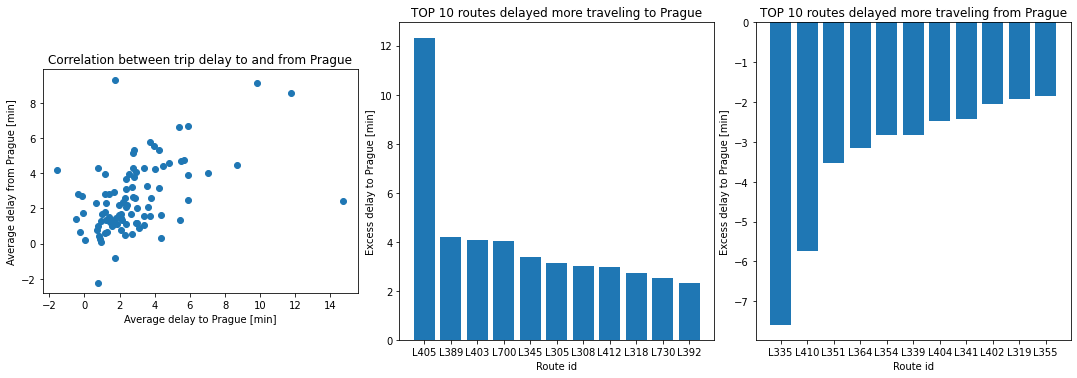 Correlation between trip delay to and from Prague
Average delay from Prague [min]
8
6
4
2
0
−2
−2 0 2 4 6 8 10 12 14
Average delay to Prague [min]
TOP 10 routes delayed more traveling to Prague
Excess delay to Prague [min]
12
10
8
6
4
2
0
L405 L389 L403 L700 L345 L305 L308 L412 L318 L730 L392
Route id
TOP 10 routes delayed more traveling from Prague
Excess delay to Prague [min]
0
−1
−2
−3
−4
−5
−6
−7
L335 L410 L351 L364 L354 L339 L404 L341 L402 L319 L355
Route id